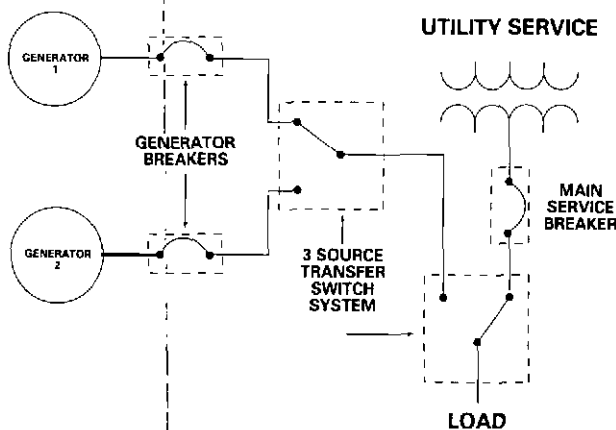 UTILITY SERVICE
GENERATOR
1
GENERATOR
BREAKERS
MAIN
SERVICE
BREAKER
GENERATOR
2
3 SOURCE
TRANSFER
SWITCH
SYSTEM
LOAD